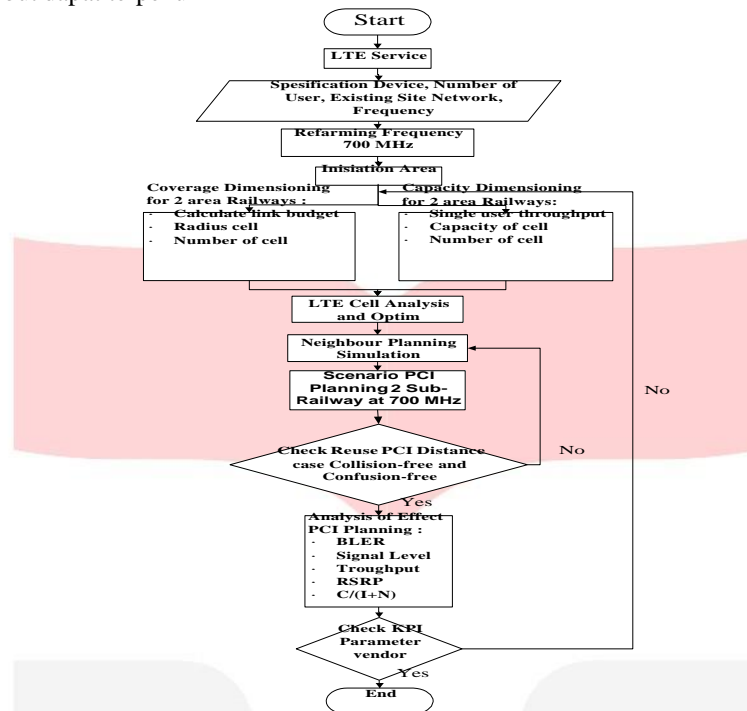 Start
LTE Service
Spesification Device, Number of
User, Existing Site Network,
Frequency
Refarming Frequency
700 MHz
Inisiation Area
Coverage Dimensioning
for 2 area Railways :
- Calculate link budget
- Radius cell
- Number of cell
Capacity Dimensioning
for 2 area Railways:
- Single user throughput
- Capacity of cell
- Number of cell
LTE Cell Analysis
and Optim
Neighbour Planning
Simulation
Scenario PCI
Planning 2 Sub-
Railway at 700 MHz
No
No
Check Reuse PCI Distance
case Collision-free and
Confusion-free
Yes
Analysis of Effect
PCI Planning :
- BLER
- Signal Level
- Troughput
- RSRP
- C/(I+N)
Check KPI
Parameter
vendor
Yes
End